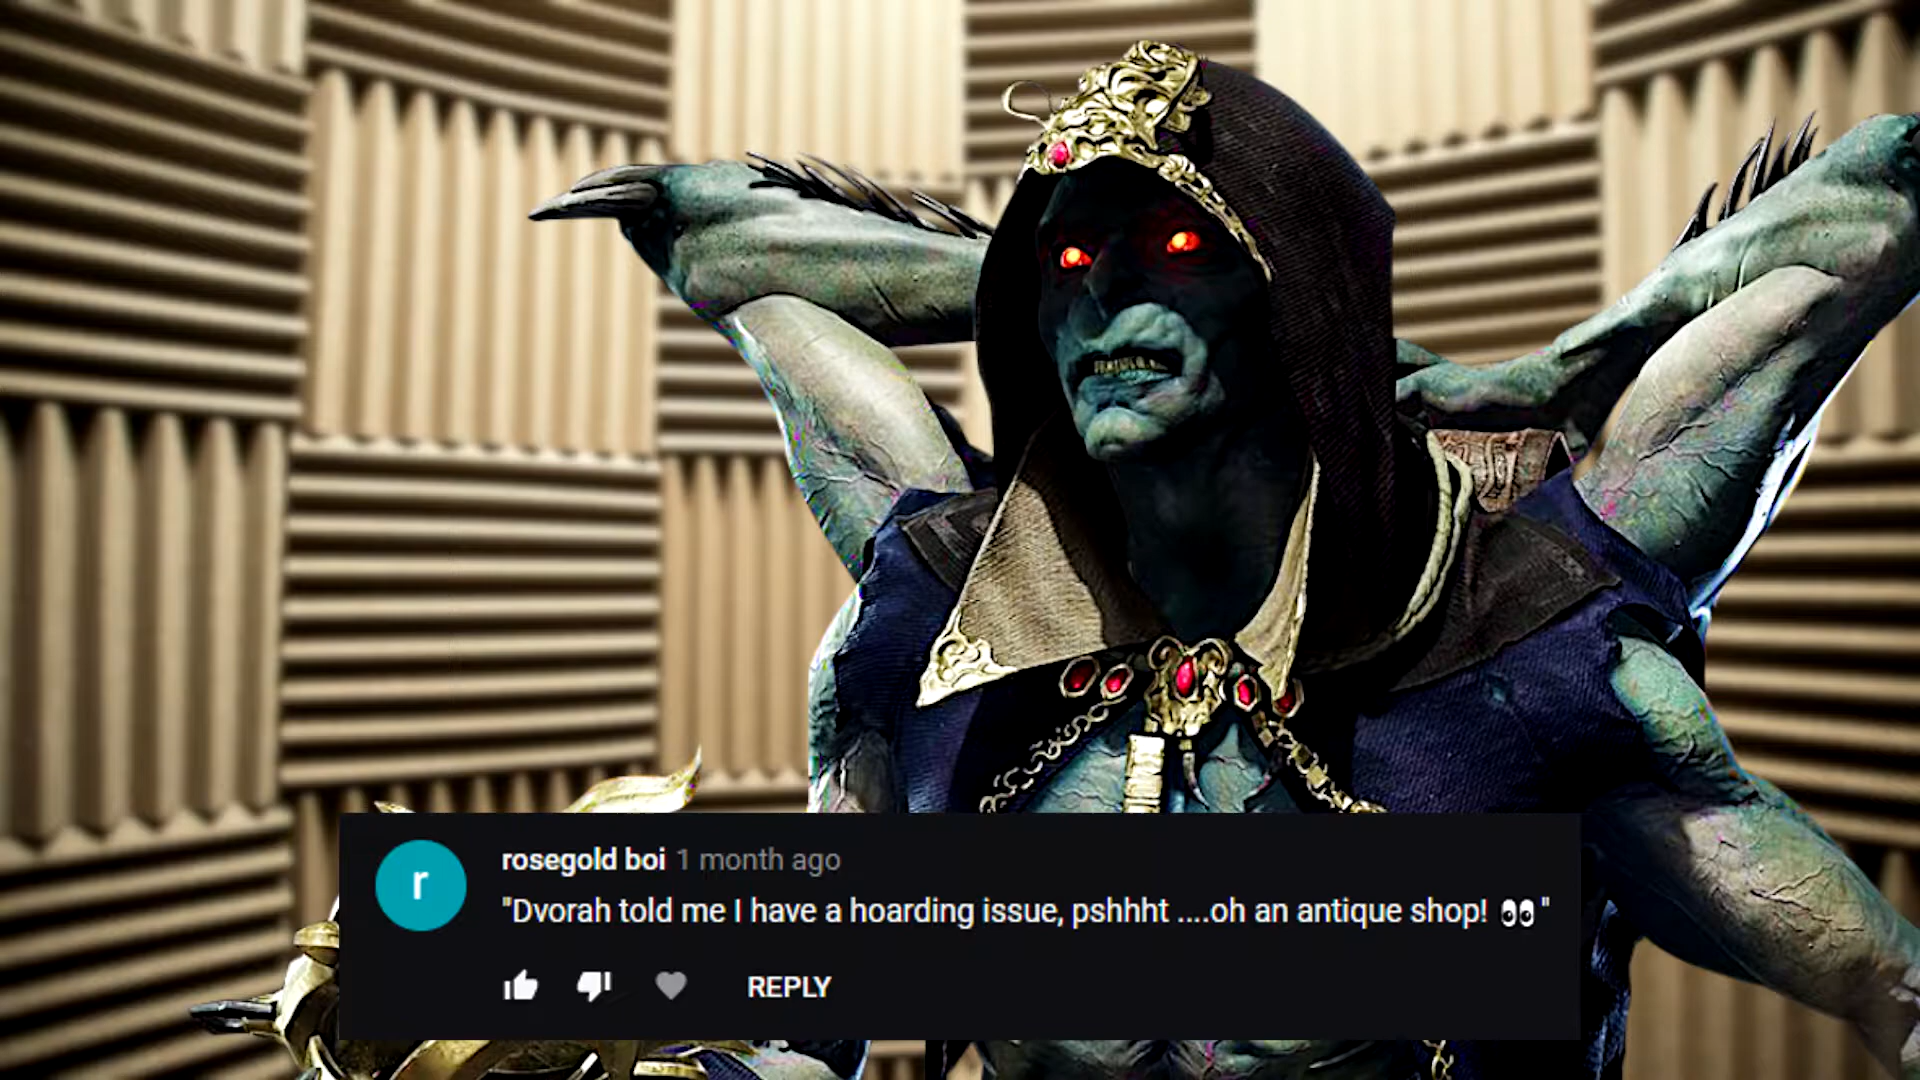 r
rosegold boi 1 month ago
"Dvorah told me I have a hoarding issue, pshhht ....oh an antique shop! 👀"
REPLY